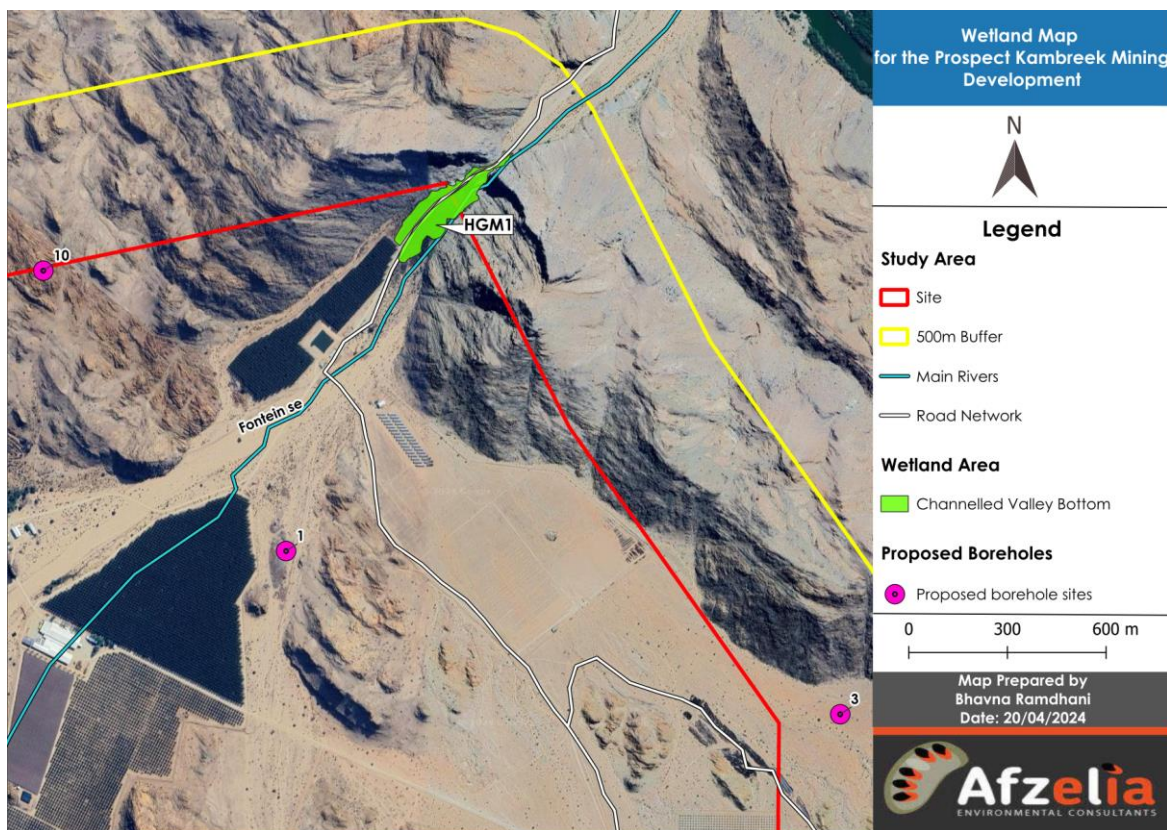 Wetland Map
for the Prospect Kambreek Mining
Development
N
Legend
Study Area
Site
500m Buffer
Main Rivers
Road Network
Wetland Area
Channelled Valley Bottom
Proposed Boreholes
Proposed borehole sites
0 300 600 m
Map Prepared by
Bhavna Ramdhani
Date: 20/04/2024
Afzelia
ENVIRONMENTAL CONSULTANTS
HGM1
10
Fontein se
1
3